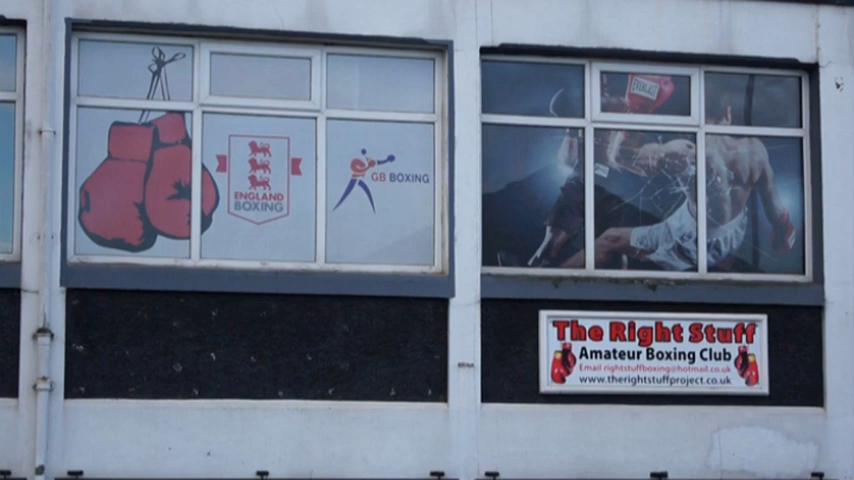 ENGLAND
BOXING
GB BOXING
EVERLAST
The Right Stuff
Amateur Boxing Club
Email rightstuffboxing@hotmail.co.uk
www.therightstuffproject.co.uk